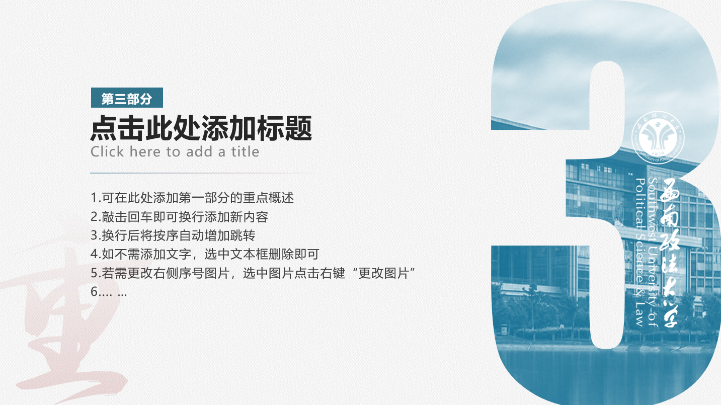 第三部分
点击此处添加标题
Click here to add a title
1.可在此处添加第一部分的重点概述
2.敲击回车即可换行添加新内容
3.换行后将按序自动增加跳转
4.如不需添加文字，选中文本框删除即可
5.若需更改右侧序号图片，选中图片点击右键“更改图片”
6.... ...
重
3
西南政法大学
Southwest University of
Political Science & Law